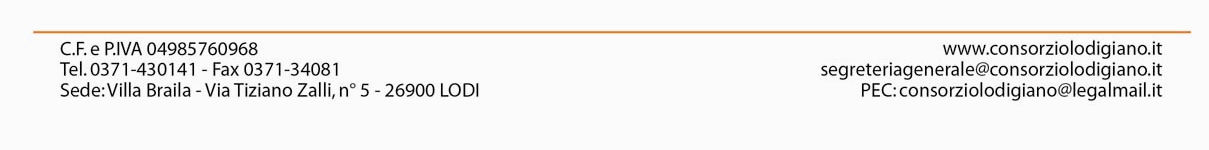 C.F. e P.IVA 04985760968
Tel. 0371-430141 - Fax 0371-34081
Sede: Villa Braila - Via Tiziano Zalli, n° 5 - 26900 LODI
www.consorziolodigiano.it
segreteriagenerale@consorziolodigiano.it
PEC: consorziolodigiano@legalmail.it